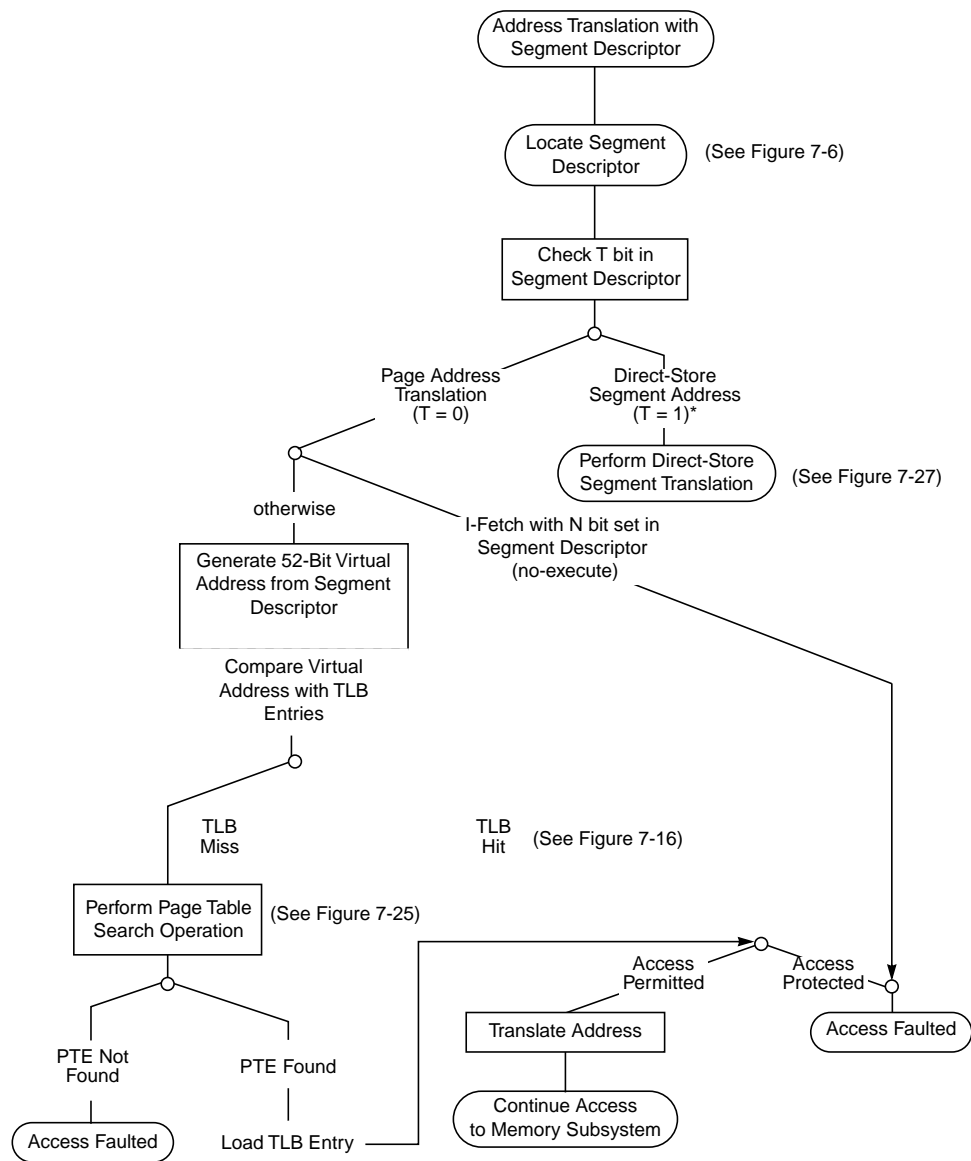 Address Translation with
Segment Descriptor
Locate Segment
Descriptor
(See Figure 7-6)
Check T bit in
Segment Descriptor
Page Address
Translation
(T = 0)
Direct-Store
Segment Address
(T = 1)*
Perform Direct-Store
Segment Translation
(See Figure 7-27)
otherwise
I-Fetch with N bit set in
Segment Descriptor
(no-execute)
Generate 52-Bit Virtual
Address from Segment
Descriptor
Compare Virtual
Address with TLB
Entries
TLB
Miss
TLB
Hit
(See Figure 7-16)
Perform Page Table
Search Operation
(See Figure 7-25)
Access
Permitted
Access
Protected
Translate Address
Access Faulted
PTE Not
Found
PTE Found
Continue Access
to Memory Subsystem
Access Faulted
Load TLB Entry